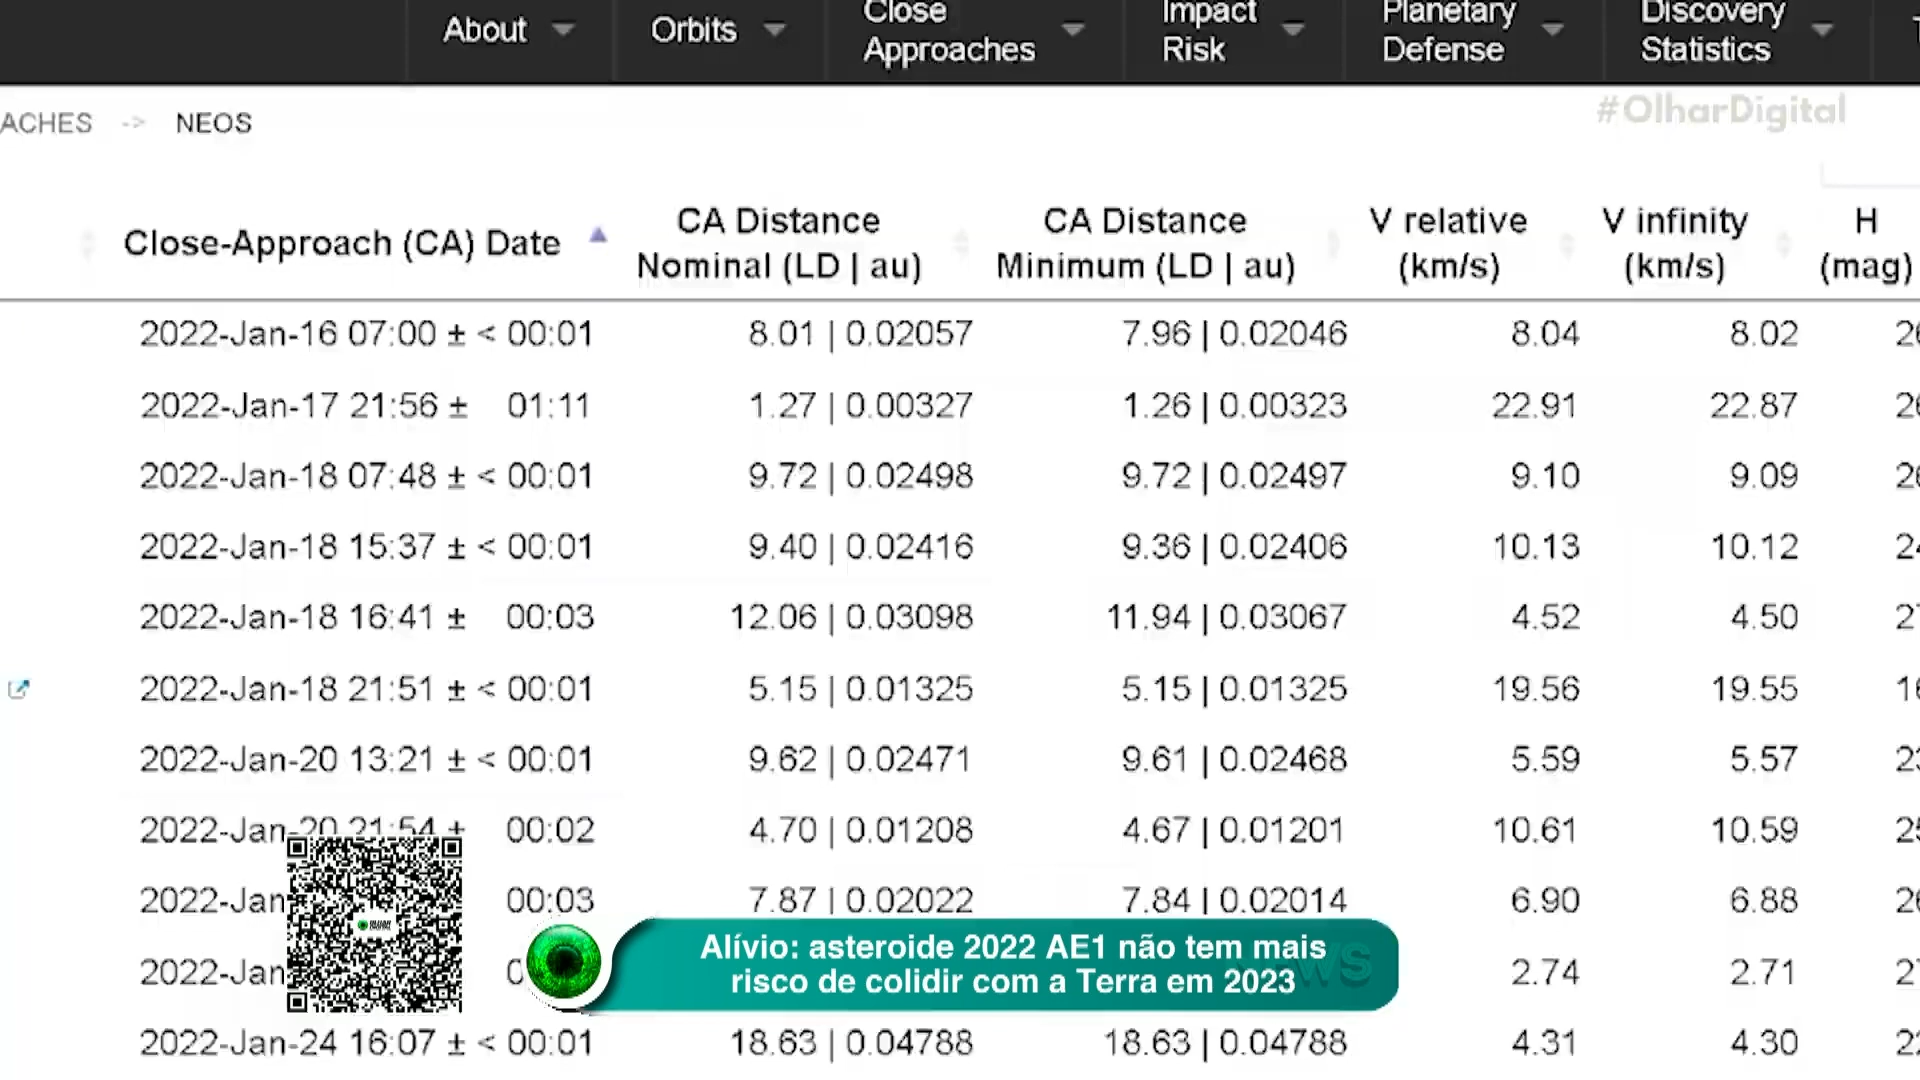 About
Orbits
Close
Approaches
Impact
Risk
Planetary
Defense
Discovery
Statistics
ACHES -> NEOS
#OlharDigital
Close-Approach (CA) Date
CA Distance
Nominal (LD | au)
CA Distance
Minimum (LD | au)
V relative
(km/s)
V infinity
(km/s)
H
(mag)
2022-Jan-16 07:00 ± < 00:01 8.01 | 0.02057 7.96 | 0.02046 8.04 8.02
2022-Jan-17 21:56 ± 01:11 1.27 | 0.00327 1.26 | 0.00323 22.91 22.87
2022-Jan-18 07:48 ± < 00:01 9.72 | 0.02498 9.72 | 0.02497 9.10 9.09
2022-Jan-18 15:37 ± < 00:01 9.40 | 0.02416 9.36 | 0.02406 10.13 10.12
2022-Jan-18 16:41 ± 00:03 12.06 | 0.03098 11.94 | 0.03067 4.52 4.50
2022-Jan-18 21:51 ± < 00:01 5.15 | 0.01325 5.15 | 0.01325 19.56 19.55
2022-Jan-20 13:21 ± < 00:01 9.62 | 0.02471 9.61 | 0.02468 5.59 5.57
2022-Jan-20 21:54 ± 00:02 4.70 | 0.01208 4.67 | 0.01201 10.61 10.59
2022-Jan 00:03 7.87 | 0.02022 7.84 | 0.02014 6.90 6.88
2022-Jan 2.74 2.71
Alívio: asteroide 2022 AE1 não tem mais
risco de colidir com a Terra em 2023
2022-Jan-24 16:07 ± < 00:01 18.63 | 0.04788 18.63 | 0.04788 4.31 4.30